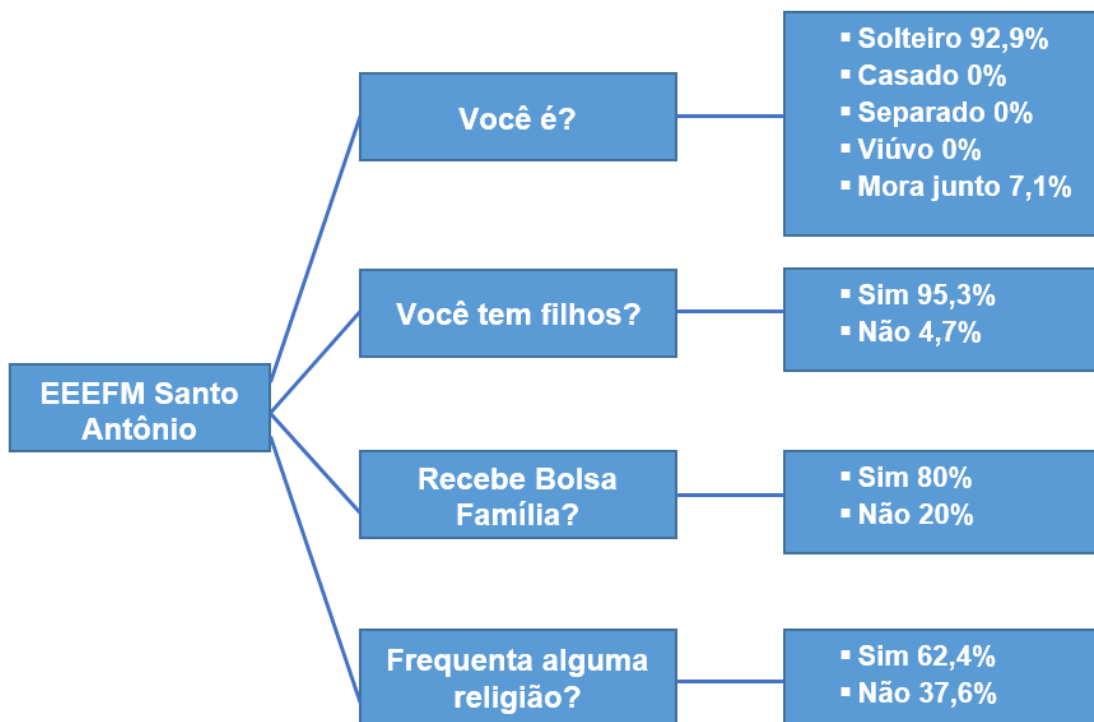 EEEFM Santo
Antônio
Você é?
▪ Solteiro 92,9%
▪ Casado 0%
▪ Separado 0%
▪ Viúvo 0%
▪ Mora junto 7,1%
Você tem filhos?
▪ Sim 95,3%
▪ Não 4,7%
Recebe Bolsa
Família?
▪ Sim 80%
▪ Não 20%
Frequenta alguma
religião?
▪ Sim 62,4%
▪ Não 37,6%